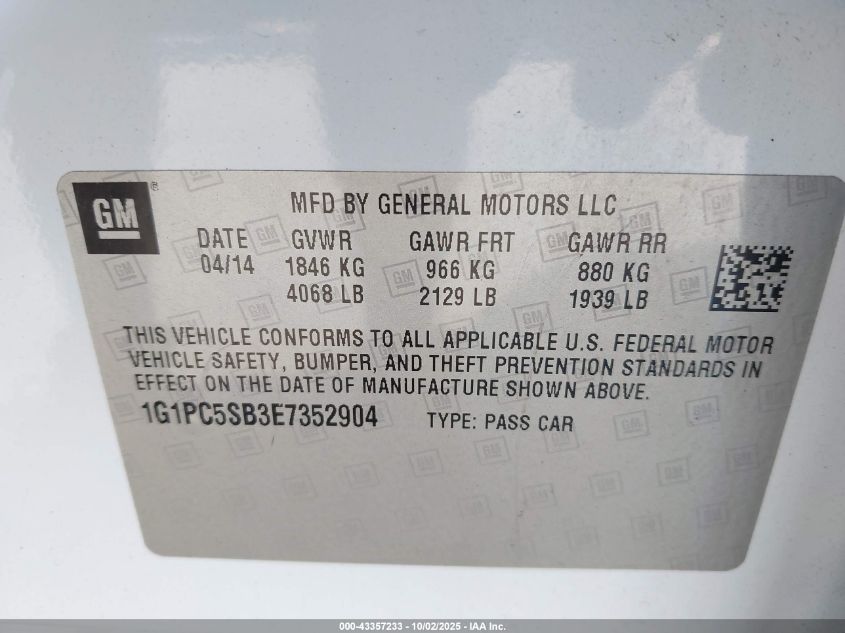 GM ®
MFD BY GENERAL MOTORS LLC
DATE GVWR GAWR FRT GAWR RR
04/14 1846 KG 966 KG 880 KG
4068 LB 2129 LB 1939 LB
THIS VEHICLE CONFORMS TO ALL APPLICABLE U.S. FEDERAL MOTOR
VEHICLE SAFETY, BUMPER, AND THEFT PREVENTION STANDARDS IN
EFFECT ON THE DATE OF MANUFACTURE SHOWN ABOVE.
1G1PC5SB3E7352904 TYPE: PASS CAR
000-43357233 - 10/02/2025 - IAA Inc.